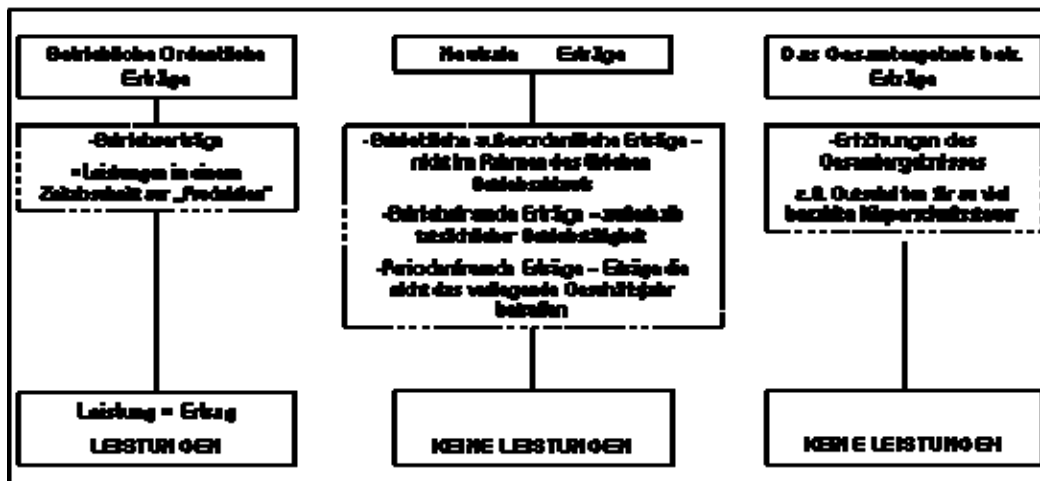 Betriebliche Ordentliche
Erträge
-Betriebserträge
= Leistungen in einem
Zeitabschnitt zur „Produktion"
Leistung = Ertrag
LEISTUNGEN
Neutrale Erträge
-Betriebliche außerordentliche Erträge –
nicht im Rahmen des üblichen
-Betriebsfremde Erträge – außerhalb
tatsächlicher Betriebstätigkeit
-Periodenfremde Erträge – Erträge die
nicht das vorliegende Geschäftsjahr
betreffen
KEINE LEISTUNGEN
Das Gesamtergebnis betr.
Erträge
-Erhöhungen des
Gesamtergebnisses
z.B. Gutschriften für zu viel
bezahlte Körperschaftssteuer
KEINE LEISTUNGEN